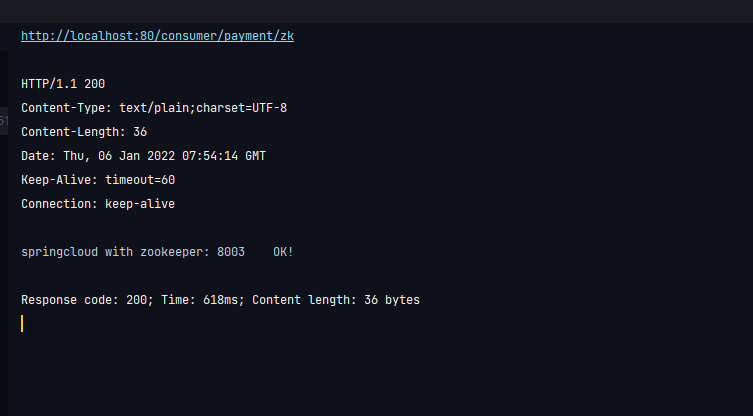 http://localhost:80/consumer/payment/zk
HTTP/1.1 200
Content-Type: text/plain;charset=UTF-8
Content-Length: 36
Date: Thu, 06 Jan 2022 07:54:14 GMT
Keep-Alive: timeout=60
Connection: keep-alive
springcloud with zookeeper: 8003    OK!
Response code: 200; Time: 618ms; Content length: 36 bytes